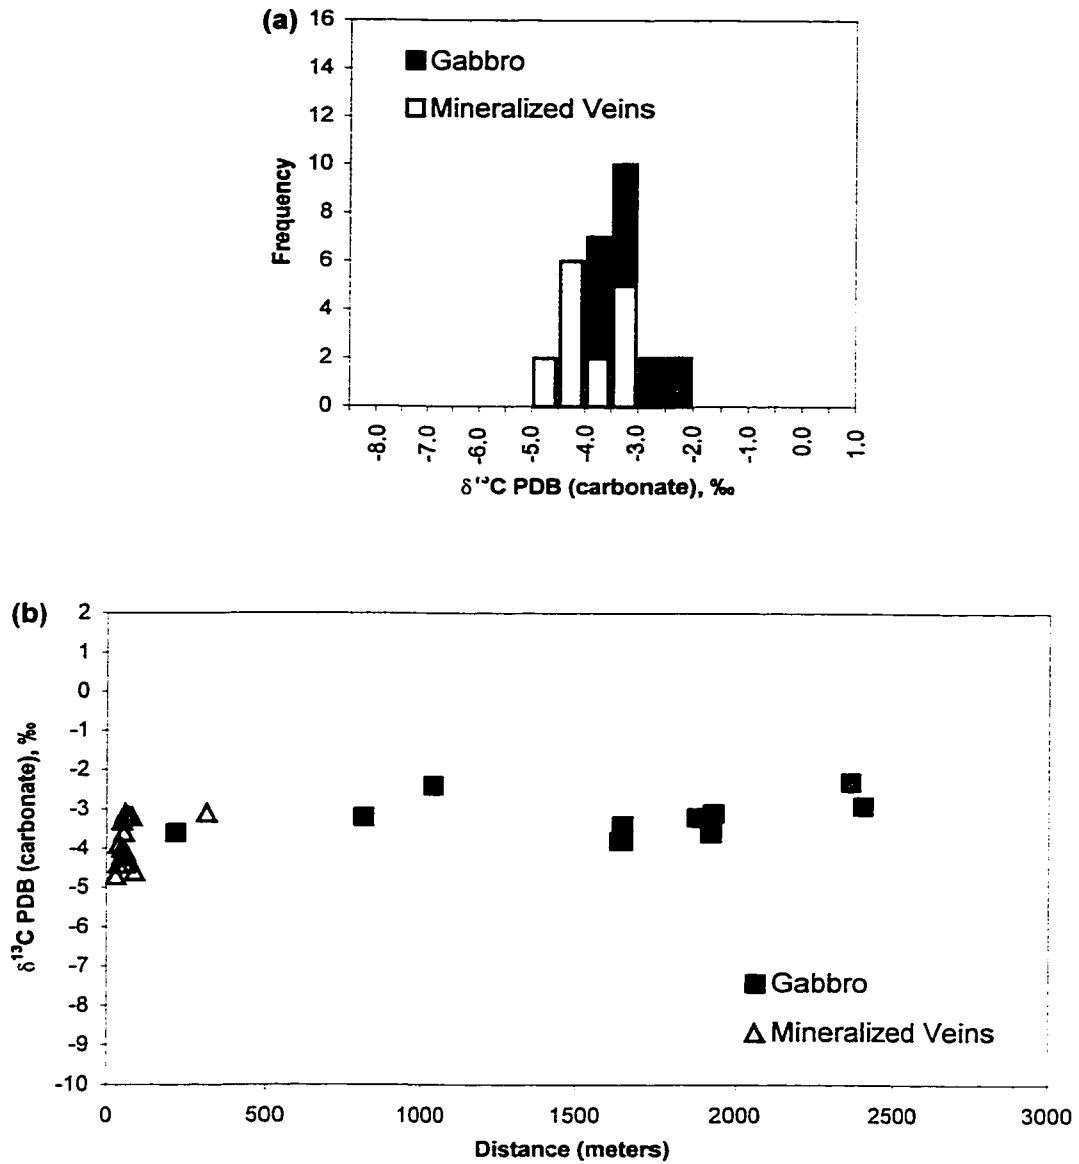 (a)
16
14
12
10
8
6
4
2
0
Frequency
Gabbro
Mineralized Veins
-8.0 -7.0 -6.0 -5.0 -4.0 -3.0 -2.0 -1.0 0.0 1.0
δ¹³C PDB (carbonate), ‰
(b)
2
1
0
-1
-2
-3
-4
-5
-6
-7
-8
-9
-10
δ¹³C PDB (carbonate), ‰
Gabbro
Mineralized Veins
0 500 1000 1500 2000 2500 3000
Distance (meters)